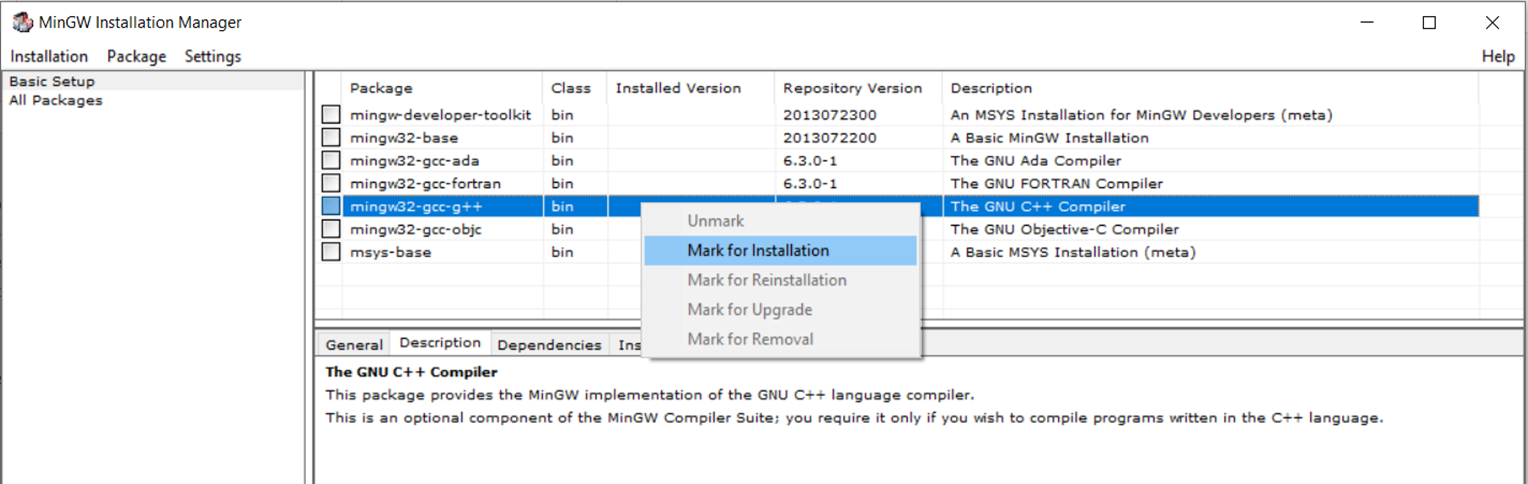 MinGW Installation Manager
Installation Package Settings Help
Basic Setup
All Packages
Package Class Installed Version Repository Version Description
mingw-developer-toolkit bin 2013072300 An MSYS Installation for MinGW Developers (meta)
mingw32-base bin 2013072200 A Basic MinGW Installation
mingw32-gcc-ada bin 6.3.0-1 The GNU Ada Compiler
mingw32-gcc-fortran bin 6.3.0-1 The GNU FORTRAN Compiler
mingw32-gcc-g++ bin The GNU C++ Compiler
mingw32-gcc-objc bin The GNU Objective-C Compiler
msys-base bin A Basic MSYS Installation (meta)
Unmark
Mark for Installation
Mark for Reinstallation
Mark for Upgrade
Mark for Removal
General Description Dependencies Ins
The GNU C++ Compiler
This package provides the MinGW implementation of the GNU C++ language compiler.
This is an optional component of the MinGW Compiler Suite; you require it only if you wish to compile programs written in the C++ language.